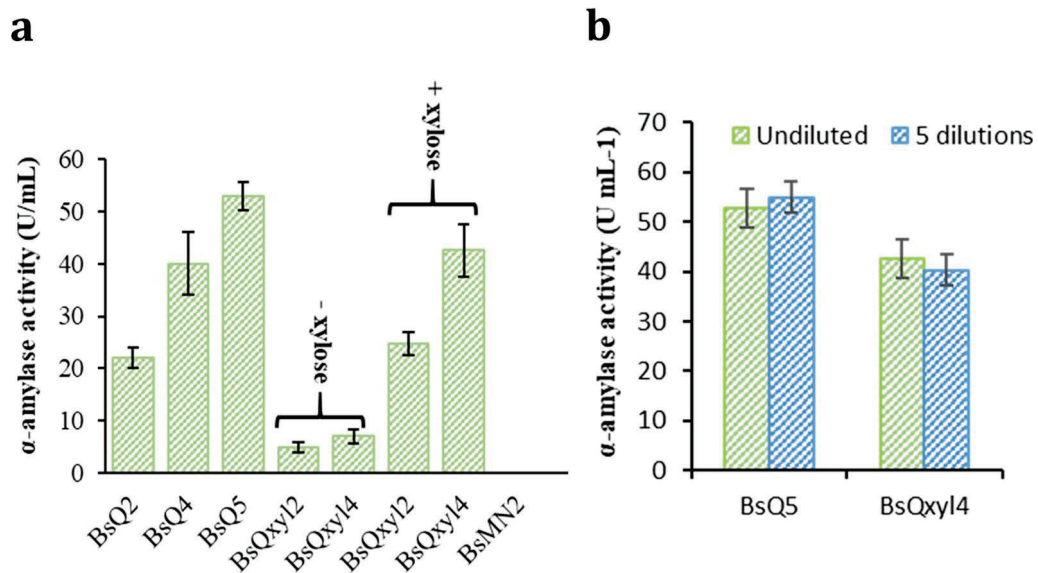 a
α-amylase activity (U/mL)
60
50
40
30
20
10
0
- xylose
+ xylose
BsQ2
BsQ4
BsQ5
BsQxyl2
BsQxyl4
BsQxyl2
BsQxyl4
BsMN2
b
α-amylase activity (U mL-1)
70
60
50
40
30
20
10
0
Undiluted
5 dilutions
BsQ5
BsQxyl4